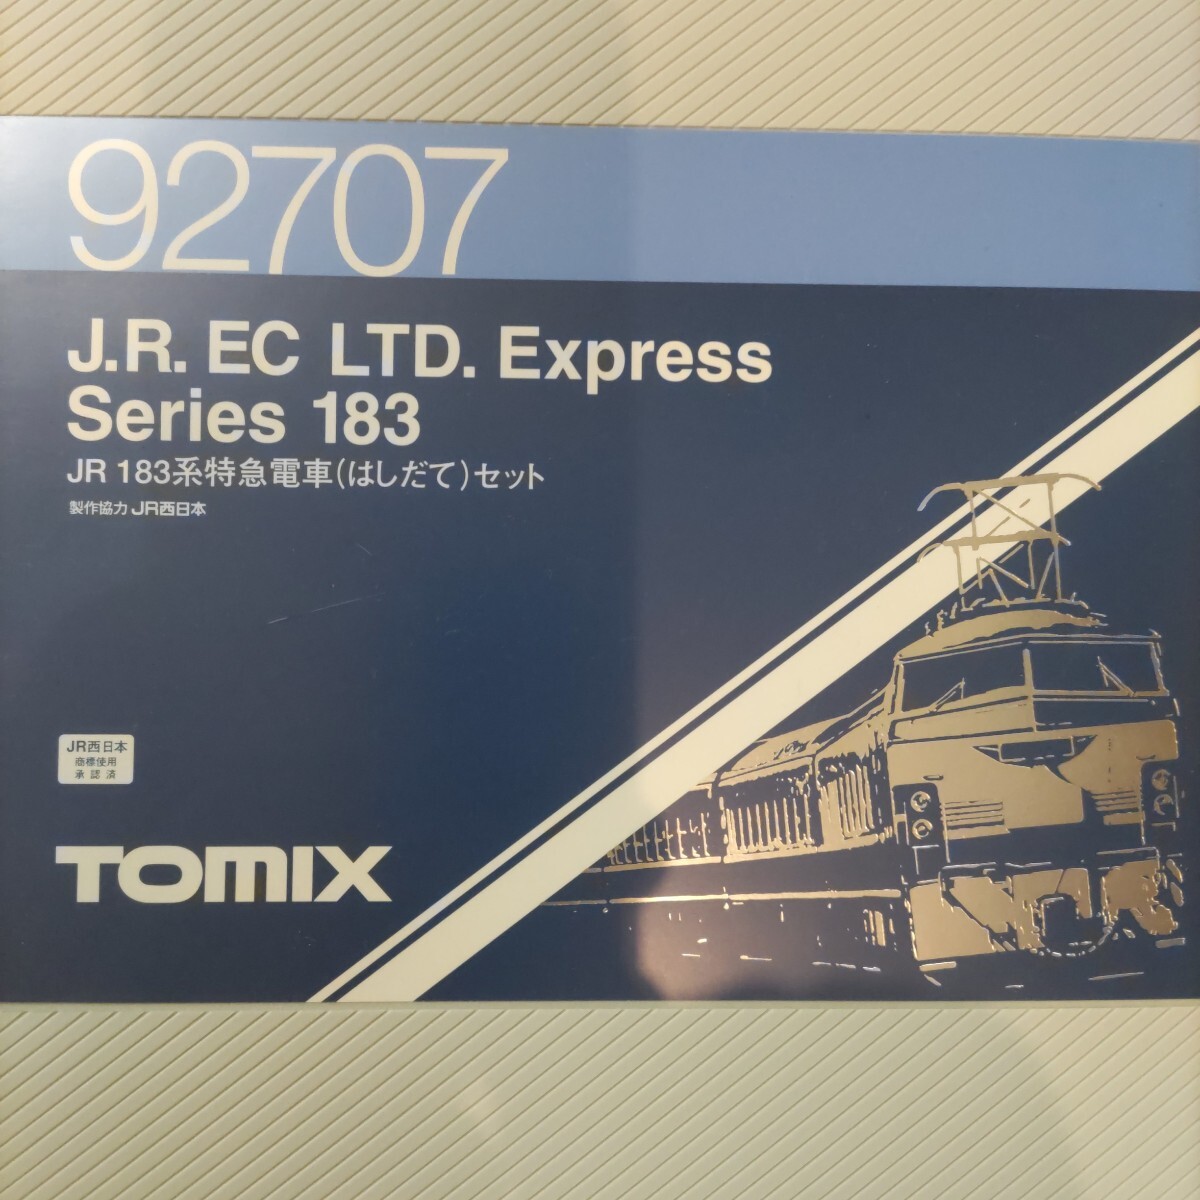 92707
J.R. EC LTD. Express
Series 183
JR 183系特急電車(はしだて)セット
製作協力 JR西日本
JR西日本
商標使用
承認済
TOMIX